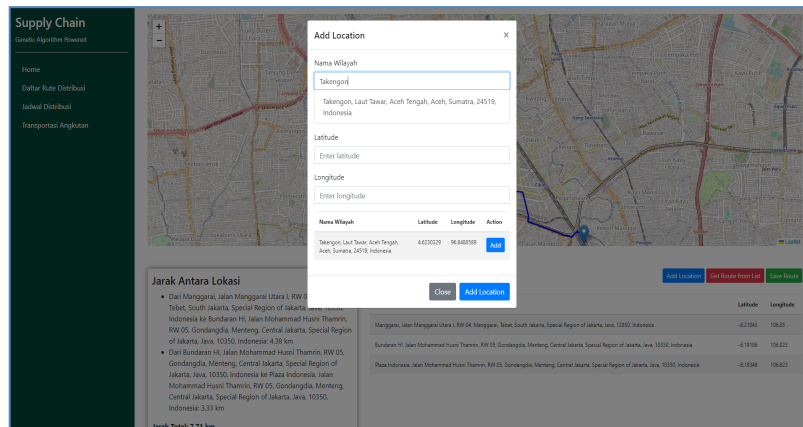 Supply Chain
Genetic Algorithm Powered
Home
Daftar Rute Distribusi
Jadwal Distribusi
Transportasi Angkutan
+
−
Add Location
×
Nama Wilayah
Takengon
Takengon, Laut Tawar, Aceh Tengah, Aceh, Sumatra, 24519,
Indonesia
Latitude
Enter latitude
Longitude
Enter longitude
Nama Wilayah Latitude Longitude Action
Takengon, Laut Tawar, Aceh Tengah, 4.6230329 96.8488589 Add
Aceh, Sumatra, 24519, Indonesia
Close Add Location
Leaflet
Jarak Antara Lokasi
Dari Manggarai, Jalan Manggarai Utara I, RW 0
Tebet, South Jakarta, Special Region of Jakarta, Java, 12850,
Indonesia ke Bundaran HI, Jalan Mohammad Husni Thamrin,
RW 05, Gondangdia, Menteng, Central Jakarta, Special Region
of Jakarta, Java, 10350, Indonesia: 4.38 km
Dari Bundaran HI, Jalan Mohammad Husni Thamrin, RW 05,
Gondangdia, Menteng, Central Jakarta, Special Region of
Jakarta, Java, 10350, Indonesia ke Plaza Indonesia, Jalan
Mohammad Husni Thamrin, RW 05, Gondangdia, Menteng,
Central Jakarta, Special Region of Jakarta, Java, 10350,
Indonesia: 3.33 km
Jarak Total: 7.71 km
Add Location Get Route from List Save Route
Latitude Longitude
Manggarai, Jalan Manggarai Utara I, RW 04, Manggarai, Tebet, South Jakarta, Special Region of Jakarta, Java, 12850, Indonesia 106.85
Bundaran HI, Jalan Mohammad Husni Thamrin, RW 05, Gondangdia, Menteng, Central Jakarta, Special Region of Jakarta, Java, 10350, Indonesia 106.823
Plaza Indonesia, Jalan Mohammad Husni Thamrin, RW 05, Gondangdia, Menteng, Central Jakarta, Special Region of Jakarta, Java, 10350, Indonesia 106.823